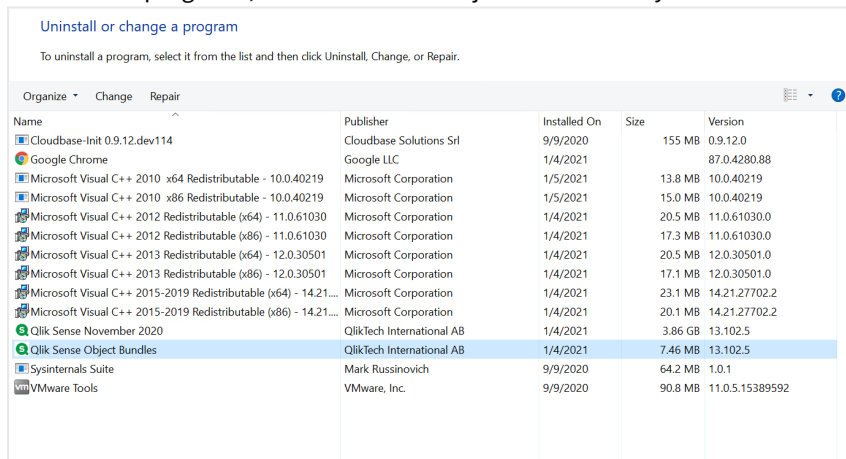 Uninstall or change a program
To uninstall a program, select it from the list and then click Uninstall, Change, or Repair.
Organize Change Repair
Name Publisher Installed On Size Version
Cloudbase-Init 0.9.12.dev114 Cloudbase Solutions Srl 9/9/2020 155 MB 0.9.12.0
Google Chrome Google LLC 1/4/2021 87.0.4280.88
Microsoft Visual C++ 2010 x64 Redistributable - 10.0.40219 Microsoft Corporation 1/5/2021 13.8 MB 10.0.40219
Microsoft Visual C++ 2010 x86 Redistributable - 10.0.40219 Microsoft Corporation 1/5/2021 15.0 MB 10.0.40219
Microsoft Visual C++ 2012 Redistributable (x64) - 11.0.61030 Microsoft Corporation 1/4/2021 20.5 MB 11.0.61030.0
Microsoft Visual C++ 2012 Redistributable (x86) - 11.0.61030 Microsoft Corporation 1/4/2021 17.3 MB 11.0.61030.0
Microsoft Visual C++ 2013 Redistributable (x64) - 12.0.30501 Microsoft Corporation 1/4/2021 20.5 MB 12.0.30501.0
Microsoft Visual C++ 2013 Redistributable (x86) - 12.0.30501 Microsoft Corporation 1/4/2021 17.1 MB 12.0.30501.0
Microsoft Visual C++ 2015-2019 Redistributable (x64) - 14.21.... Microsoft Corporation 1/4/2021 23.1 MB 14.21.27702.2
Microsoft Visual C++ 2015-2019 Redistributable (x86) - 14.21.... Microsoft Corporation 1/4/2021 20.1 MB 14.21.27702.2
Qlik Sense November 2020 QlikTech International AB 1/4/2021 3.86 GB 13.102.5
Qlik Sense Object Bundles QlikTech International AB 1/4/2021 7.46 MB 13.102.5
Sysinternals Suite Mark Russinovich 9/9/2020 64.2 MB 1.0.1
vm VMware Tools VMware, Inc. 9/9/2020 90.8 MB 11.0.5.15389592